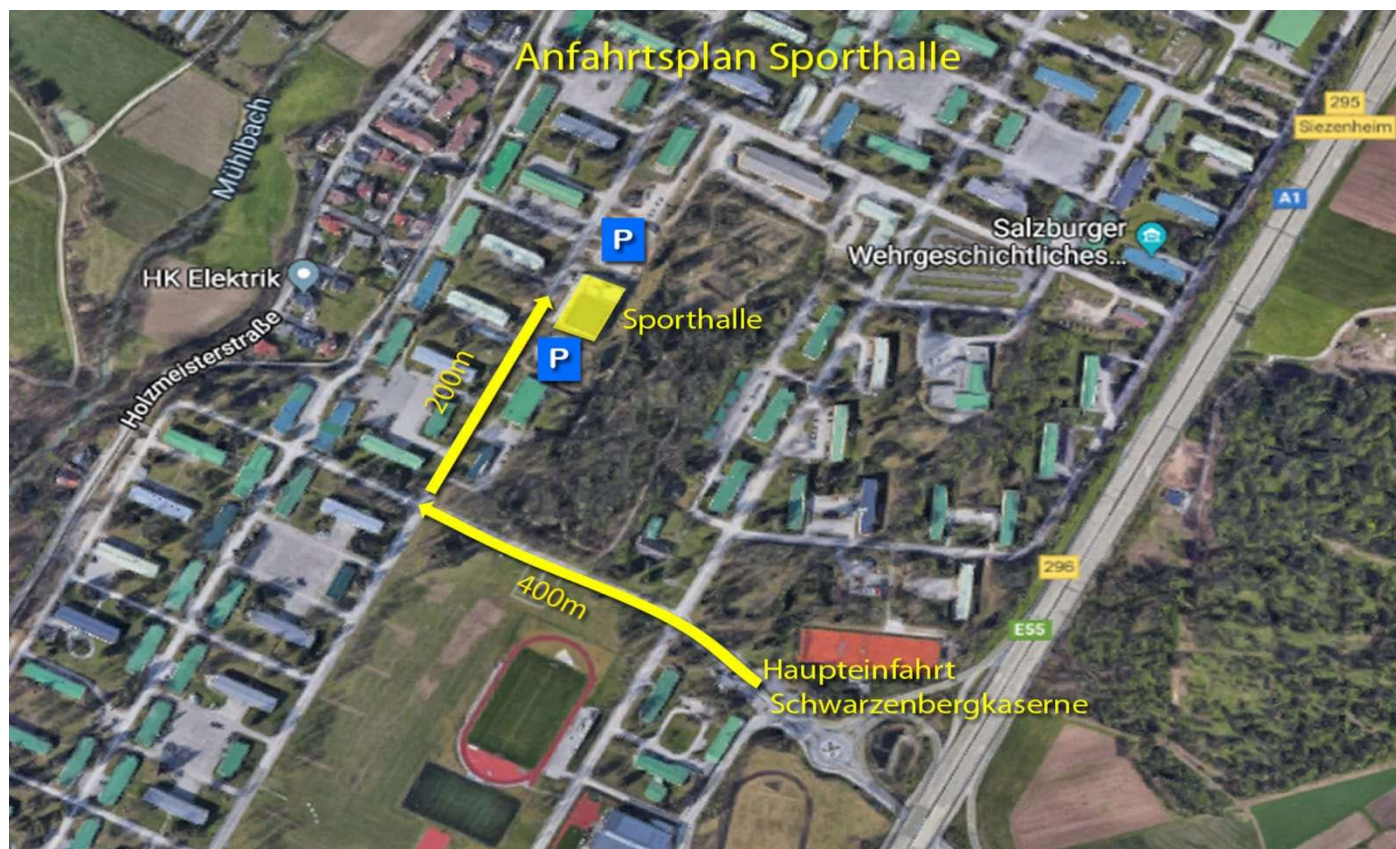 Anfahrtsplan Sporthalle
295
Siezenheim
Mühlbach
A1
P
Salzburger
Wehrgeschichtliches...
HK Elektrik
Sporthalle
P
200m
Holzmeisterstraße
296
400m
E55
Haupteinfahrt
Schwarzenbergkaserne